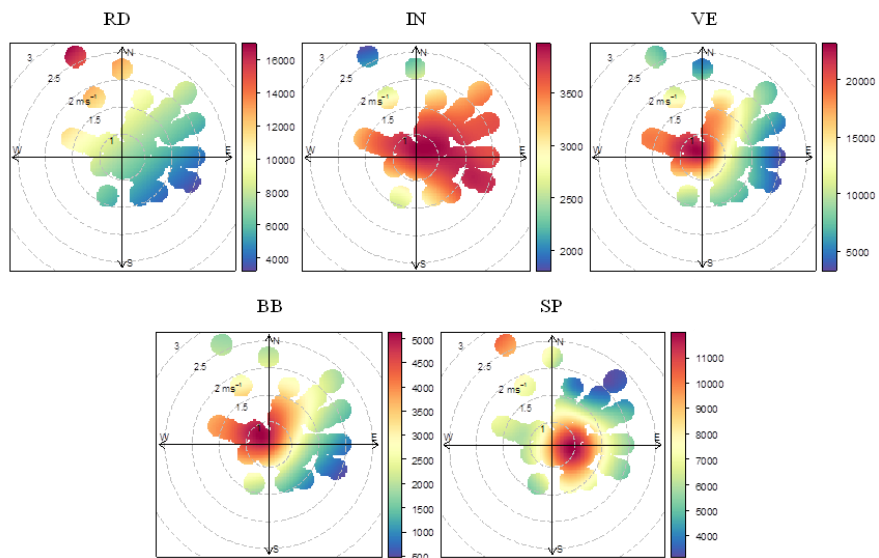 RD
IN
VE
3
N
2.5
2 ms⁻¹
1.5
1
W
E
S
16000
14000
12000
10000
8000
6000
4000
3
N
2.5
2 ms⁻¹
1.5
1
W
E
S
3500
3000
2500
2000
3
N
2.5
2 ms⁻¹
1.5
1
W
E
S
20000
15000
10000
5000
BB
SP
3
N
2.5
2 ms⁻¹
1.5
1
W
E
S
5000
4500
4000
3500
3000
2500
2000
1500
1000
500
3
N
2.5
2 ms⁻¹
1.5
1
W
E
S
11000
10000
9000
8000
7000
6000
5000
4000